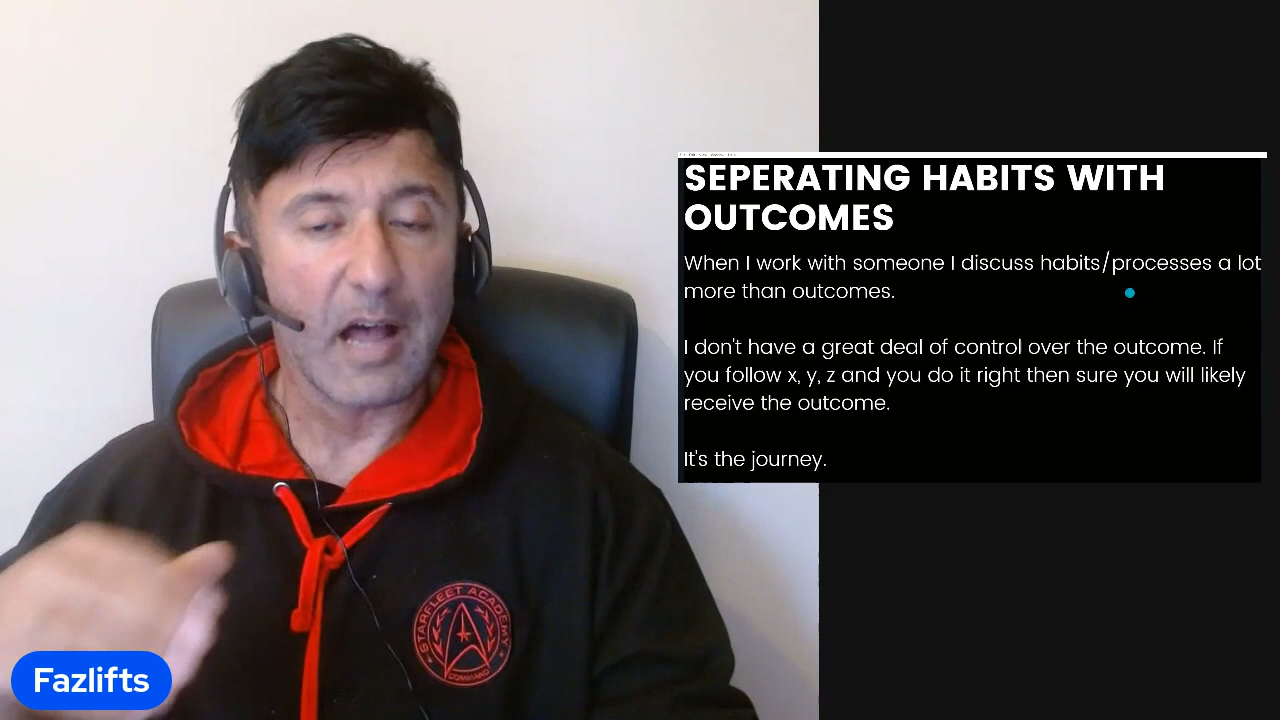 SEPERATING HABITS WITH
OUTCOMES
When I work with someone I discuss habits/processes a lot
more than outcomes.
I don't have a great deal of control over the outcome. If
you follow x, y, z and you do it right then sure you will likely
receive the outcome.
It's the journey.
STARFLEET ACADEMY
COMMAND
Fazlifts